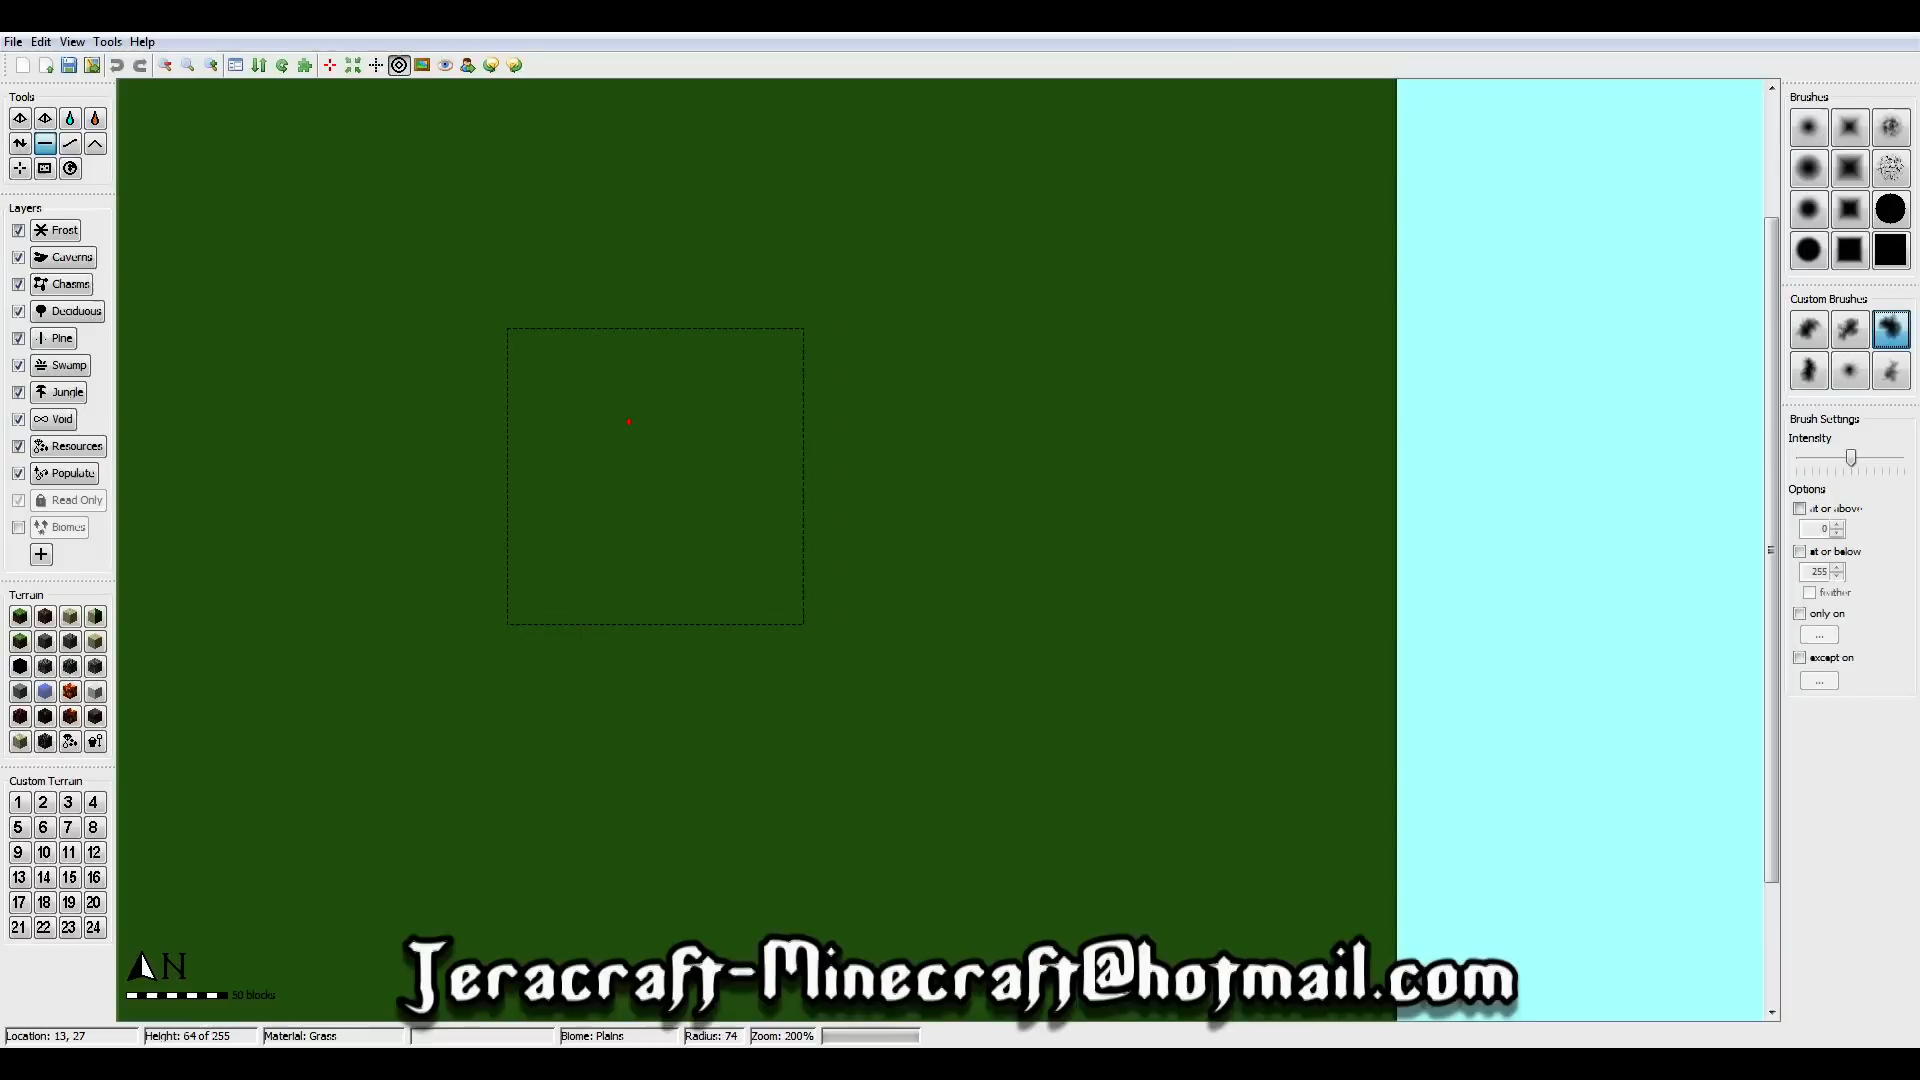 File Edit View Tools Help
Tools
Layers
Frost
Caverns
Chasms
Deciduous
Pine
Swamp
Jungle
Void
Resources
Populate
Read Only
Biomes
+
Terrain
Custom Terrain
1 2 3 4
5 6 7 8
9 10 11 12
13 14 15 16
17 18 19 20
21 22 23 24
Brushes
Custom Brushes
Brush Settings
Intensity
Options
at or above
0
at or below
255
feather
only on
...
except on
...
N
50 blocks
Jeracraft-Minecraft@hotmail.com
Location: 13, 27 Height: 64 of 255 Material: Grass Biome: Plains Radius: 74 Zoom: 200%